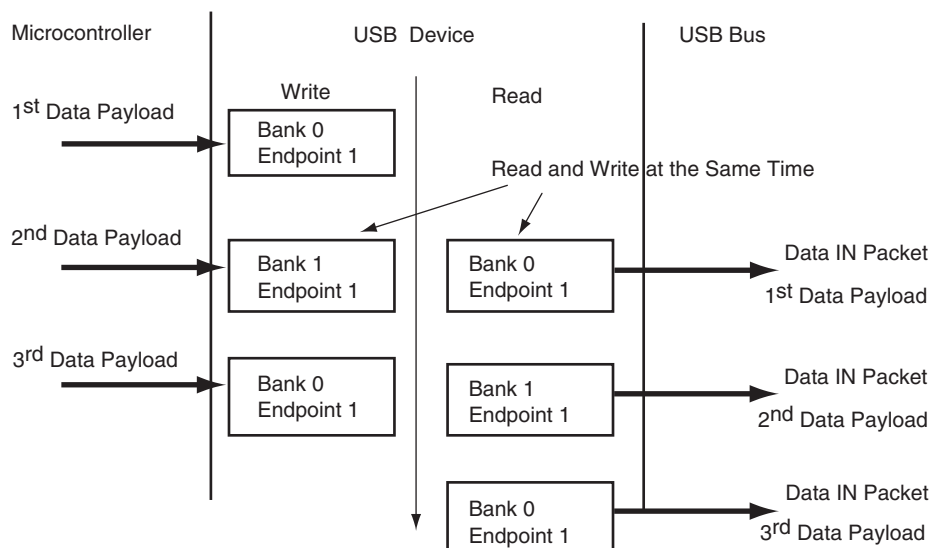 Microcontroller
USB Device
USB Bus
Write
Read
1st Data Payload
Bank 0
Endpoint 1
Read and Write at the Same Time
2nd Data Payload
Bank 1
Endpoint 1
Bank 0
Endpoint 1
Data IN Packet
1st Data Payload
3rd Data Payload
Bank 0
Endpoint 1
Bank 1
Endpoint 1
Data IN Packet
2nd Data Payload
Bank 0
Endpoint 1
Data IN Packet
3rd Data Payload